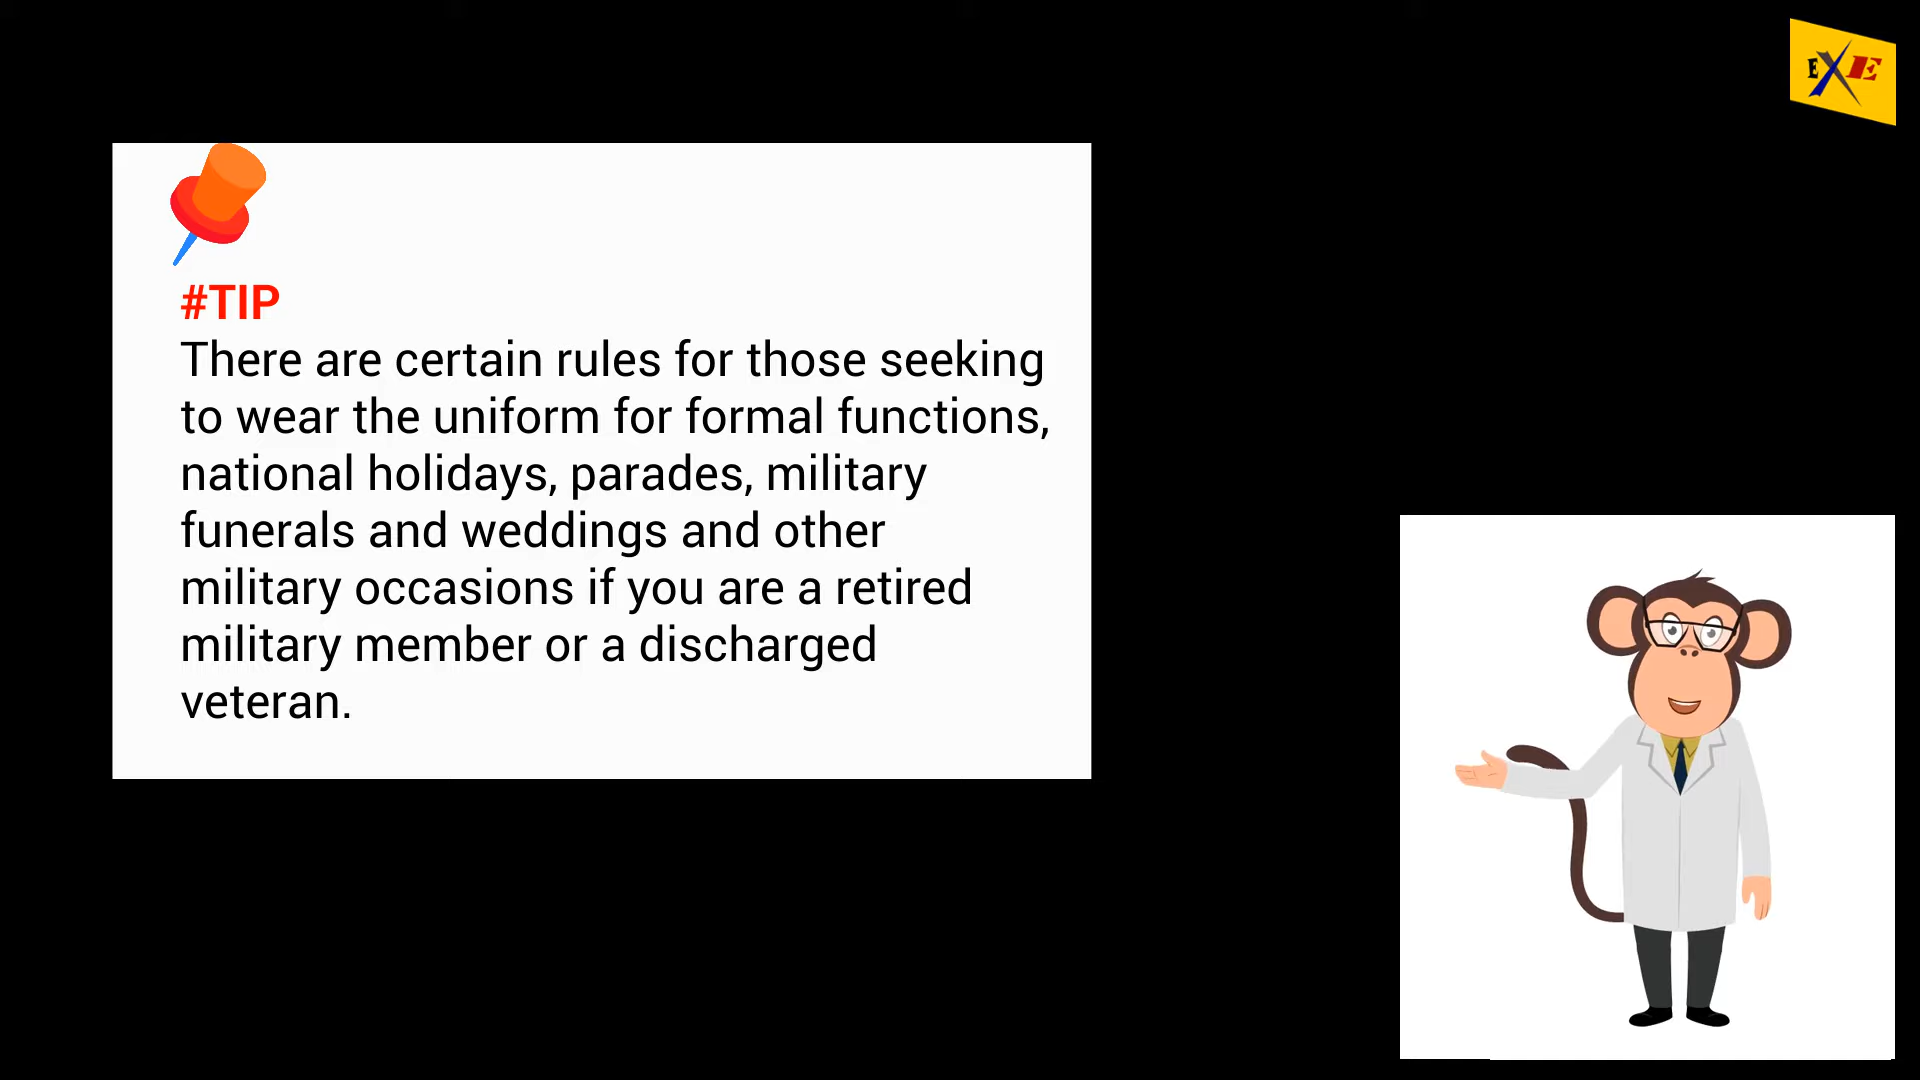 EXE
#TIP
There are certain rules for those seeking
to wear the uniform for formal functions,
national holidays, parades, military
funerals and weddings and other
military occasions if you are a retired
military member or a discharged
veteran.